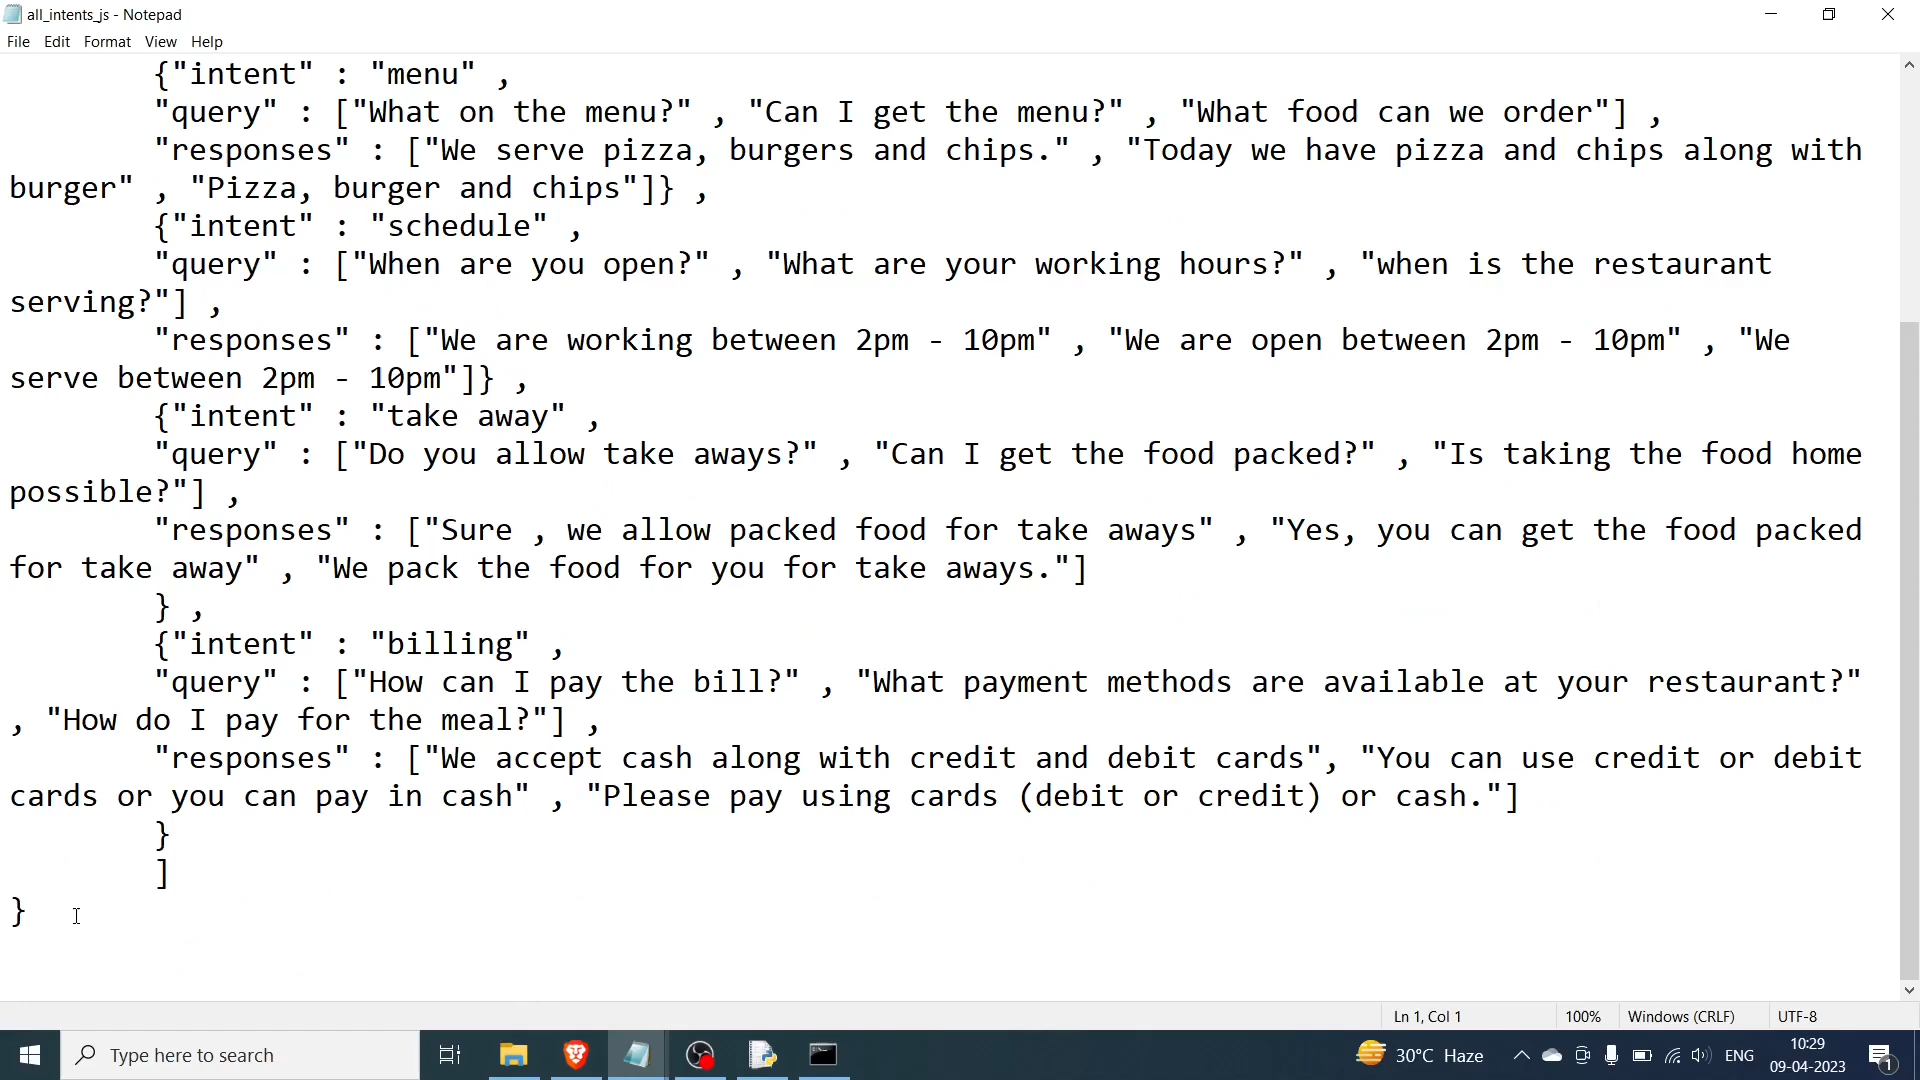 all_intents_js - Notepad
File Edit Format View Help
{"intent" : "menu" ,
"query" : ["What on the menu?" , "Can I get the menu?" , "What food can we order"] ,
"responses" : ["We serve pizza, burgers and chips." , "Today we have pizza and chips along with
burger" , "Pizza, burger and chips"]} ,
{"intent" : "schedule" ,
"query" : ["When are you open?" , "What are your working hours?" , "when is the restaurant
serving?"] ,
"responses" : ["We are working between 2pm - 10pm" , "We are open between 2pm - 10pm" , "We
serve between 2pm - 10pm"]} ,
{"intent" : "take away" ,
"query" : ["Do you allow take aways?" , "Can I get the food packed?" , "Is taking the food home
possible?"] ,
"responses" : ["Sure , we allow packed food for take aways" , "Yes, you can get the food packed
for take away" , "We pack the food for you for take aways."]
} ,
{"intent" : "billing" ,
"query" : ["How can I pay the bill?" , "What payment methods are available at your restaurant?"
, "How do I pay for the meal?"] ,
"responses" : ["We accept cash along with credit and debit cards", "You can use credit or debit
cards or you can pay in cash" , "Please pay using cards (debit or credit) or cash."]
}
]
}
Ln 1, Col 1 100% Windows (CRLF) UTF-8
Type here to search 30°C Haze ENG 10:29 1
09-04-2023